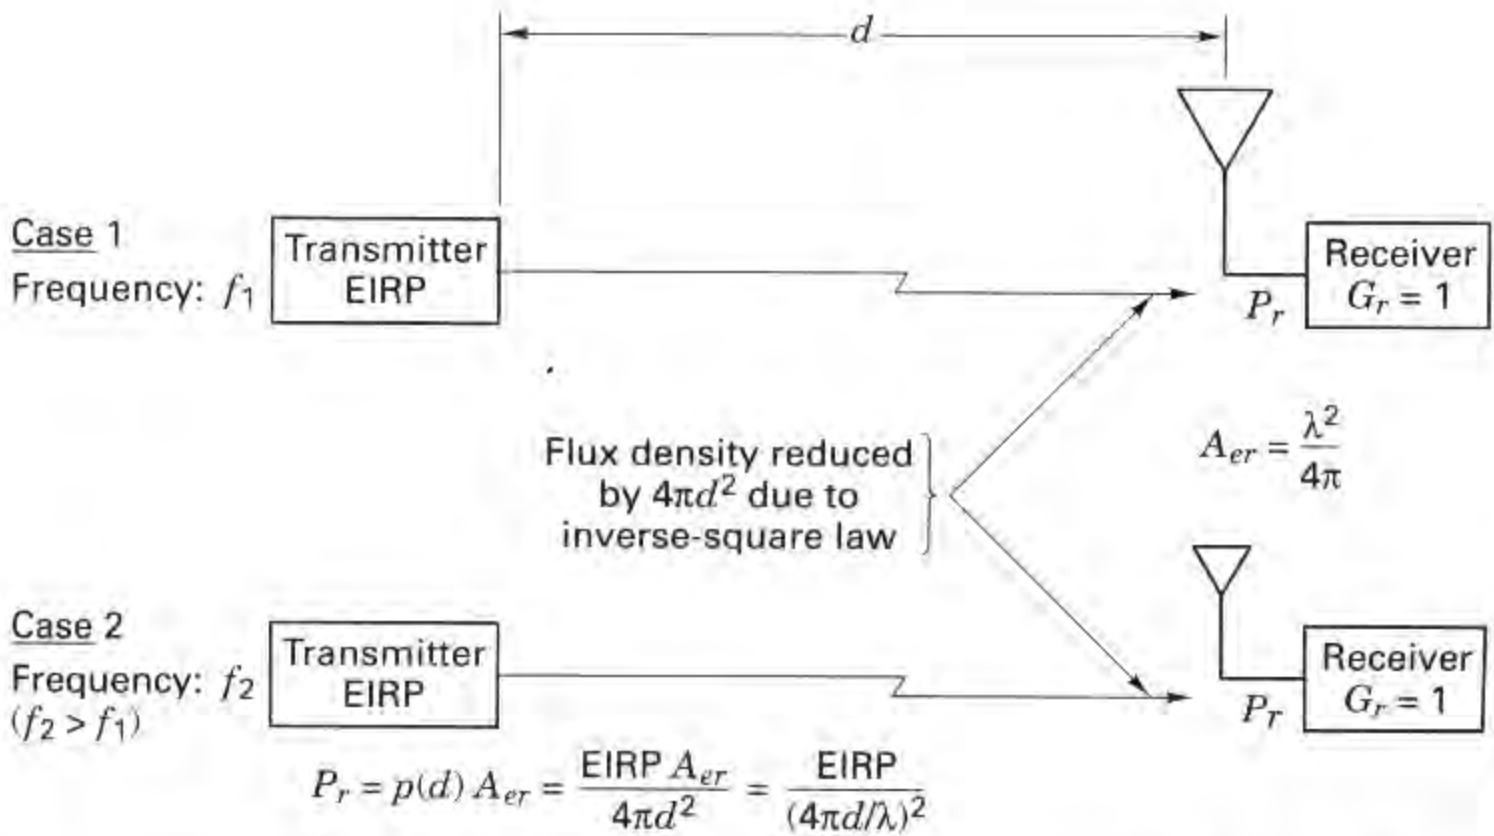 d
Case 1
Frequency: f₁
Transmitter
EIRP
Pᵣ
Receiver
Gᵣ = 1
Flux density reduced
by 4πd² due to
inverse-square law
Aₑᵣ = λ²/4π
Case 2
Frequency: f₂
(f₂ > f₁)
Transmitter
EIRP
Pᵣ
Receiver
Gᵣ = 1
Pᵣ = p(d) Aₑᵣ = EIRP Aₑᵣ/4πd² = EIRP/(4πd/λ)²